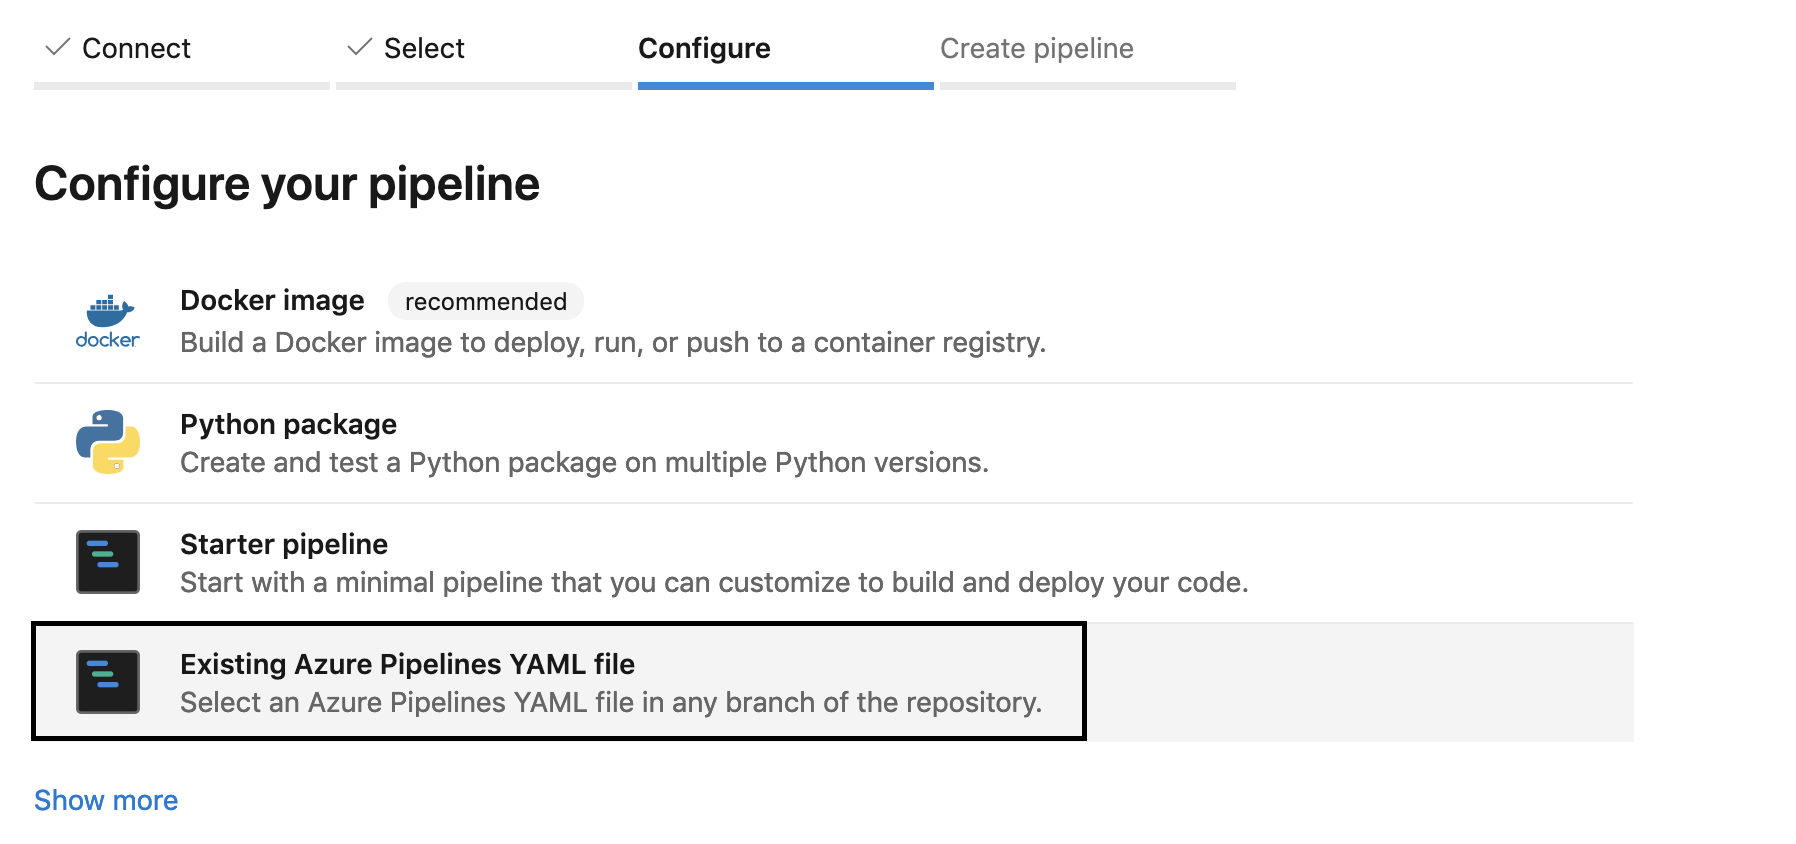 Connect
Select
Configure
Create pipeline
Configure your pipeline
Docker image
recommended
docker
Build a Docker image to deploy, run, or push to a container registry.
Python package
Create and test a Python package on multiple Python versions.
Starter pipeline
Start with a minimal pipeline that you can customize to build and deploy your code.
Existing Azure Pipelines YAML file
Select an Azure Pipelines YAML file in any branch of the repository.
Show more